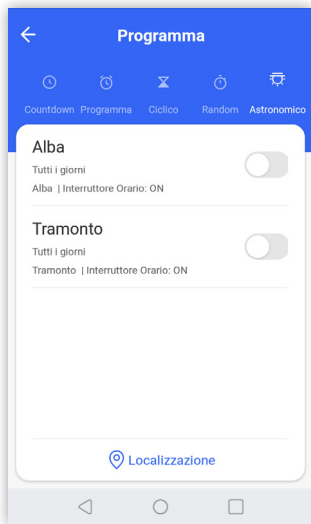 Programma
Countdown Programma Ciclico Random Astronomico
Alba
Tutti i giorni
Alba | Interruttore Orario: ON
Tramonto
Tutti i giorni
Tramonto | Interruttore Orario: ON
Localizzazione